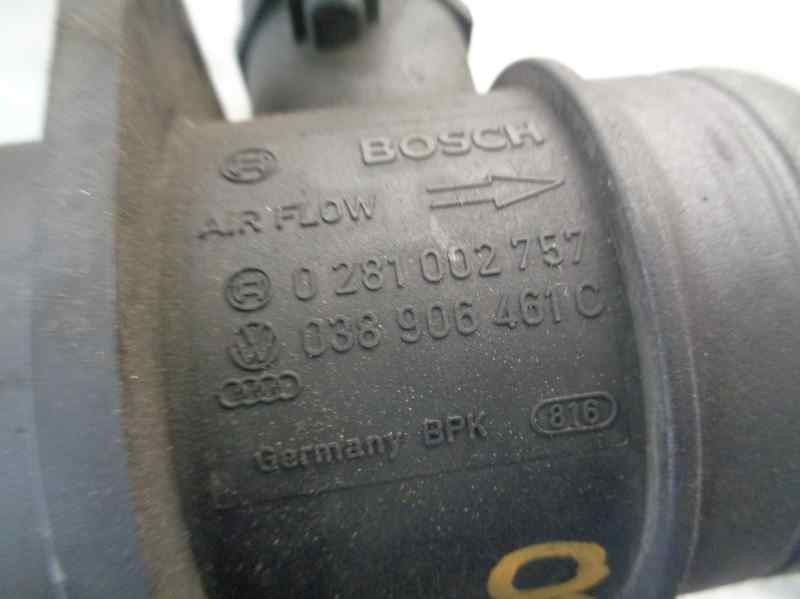 BOSCH
AIR FLOW
0 281 002 757
038 906 461 C
Germany BPK 816